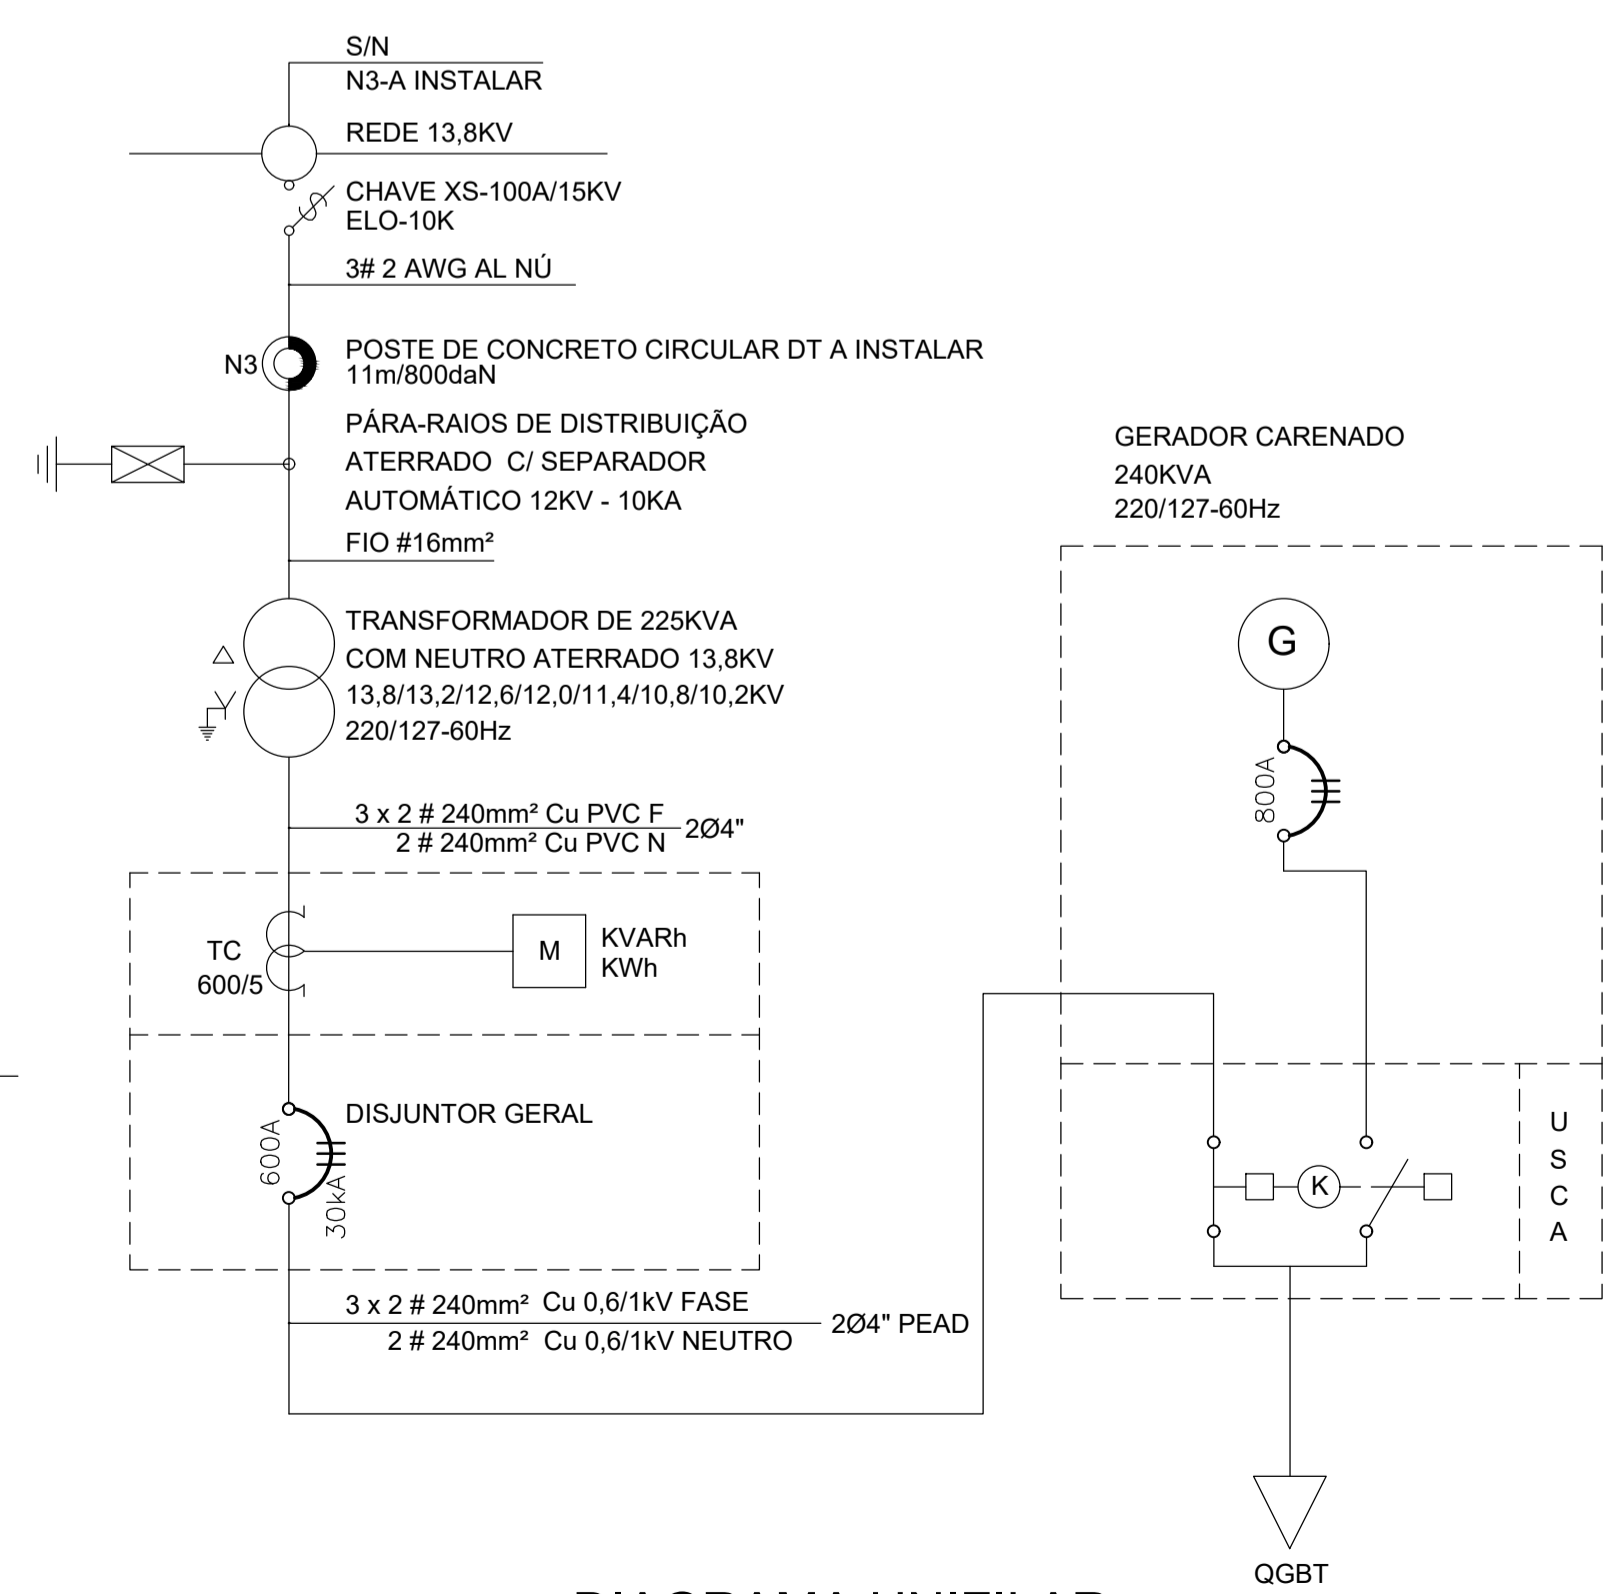 S/N
N3-A INSTALAR
REDE 13,8KV
CHAVE XS-100A/15KV
ELO-10K
3# 2 AWG AL NÚ
N3
POSTE DE CONCRETO CIRCULAR DT A INSTALAR
11m/800daN
PÁRA-RAIOS DE DISTRIBUIÇÃO
ATERRADO C/ SEPARADOR
AUTOMÁTICO 12KV - 10KA
FIO #16mm²
TRANSFORMADOR DE 225KVA
COM NEUTRO ATERRADO 13,8KV
13,8/13,2/12,6/12,0/11,4/10,8/10,2KV
220/127-60Hz
3 x 2 # 240mm² Cu PVC F
2 # 240mm² Cu PVC N
2Ø4"
TC
600/5
M
KVARh
KWh
DISJUNTOR GERAL
600A
30kA
3 x 2 # 240mm² Cu 0,6/1kV FASE
2 # 240mm² Cu 0,6/1kV NEUTRO
2Ø4" PEAD
GERADOR CARENADO
240KVA
220/127-60Hz
G
800A
K
U
S
C
A
QGBT
DIAGRAMA UNIFILAR